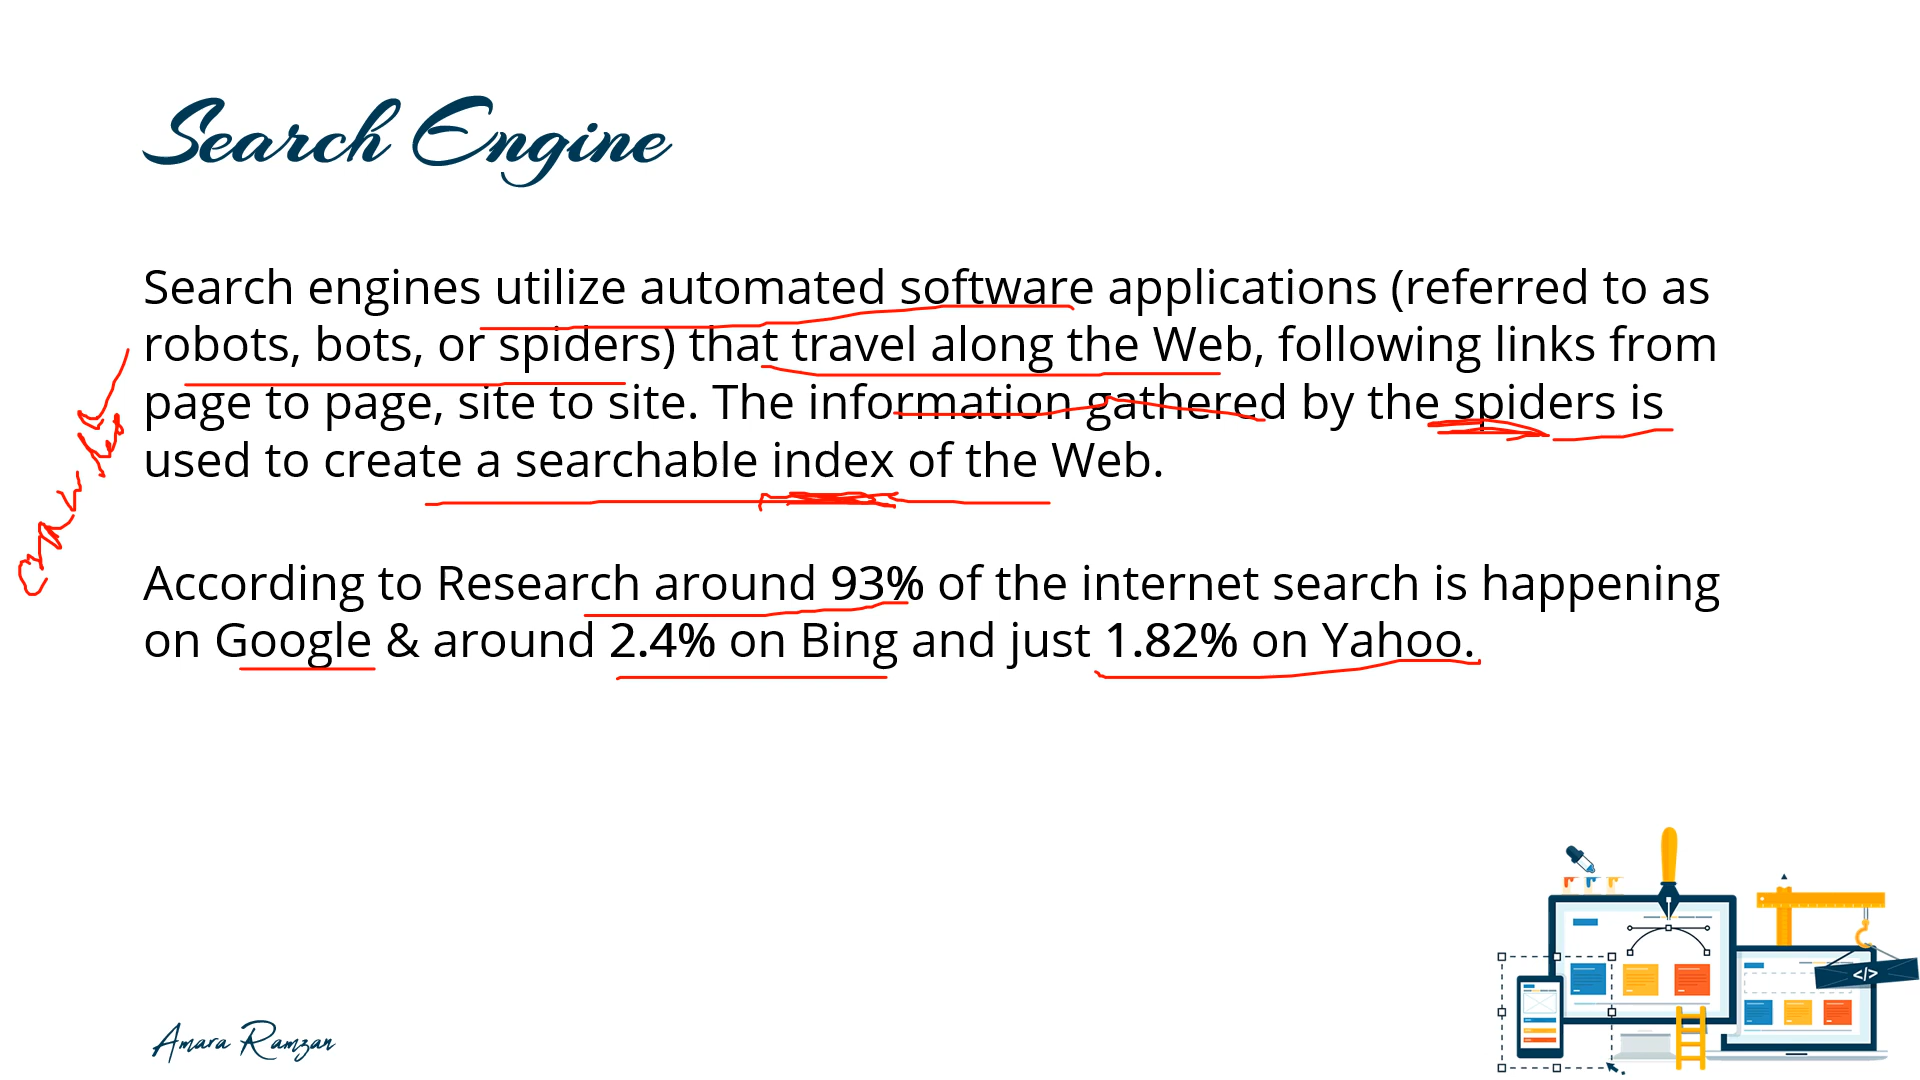 Search Engine
Search engines utilize automated software applications (referred to as
robots, bots, or spiders) that travel along the Web, following links from
page to page, site to site. The information gathered by the spiders is
used to create a searchable index of the Web.
According to Research around 93% of the internet search is happening
on Google & around 2.4% on Bing and just 1.82% on Yahoo.
</>
Amara Ramzan